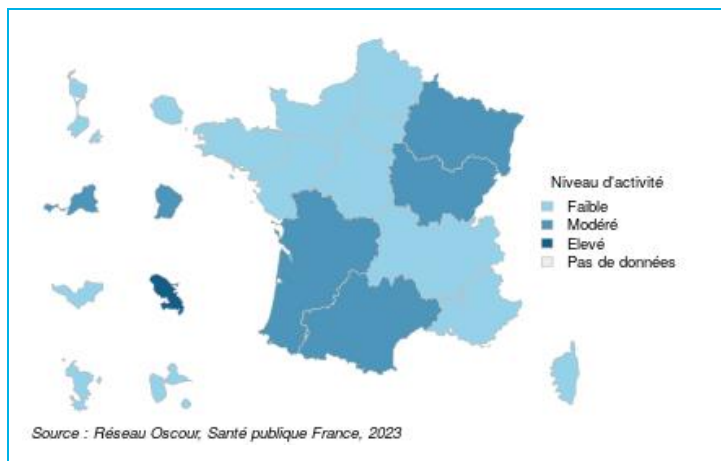 Niveau d'activité
Faible
Modéré
Elevé
Pas de données
Source : Réseau Oscour, Santé publique France, 2023